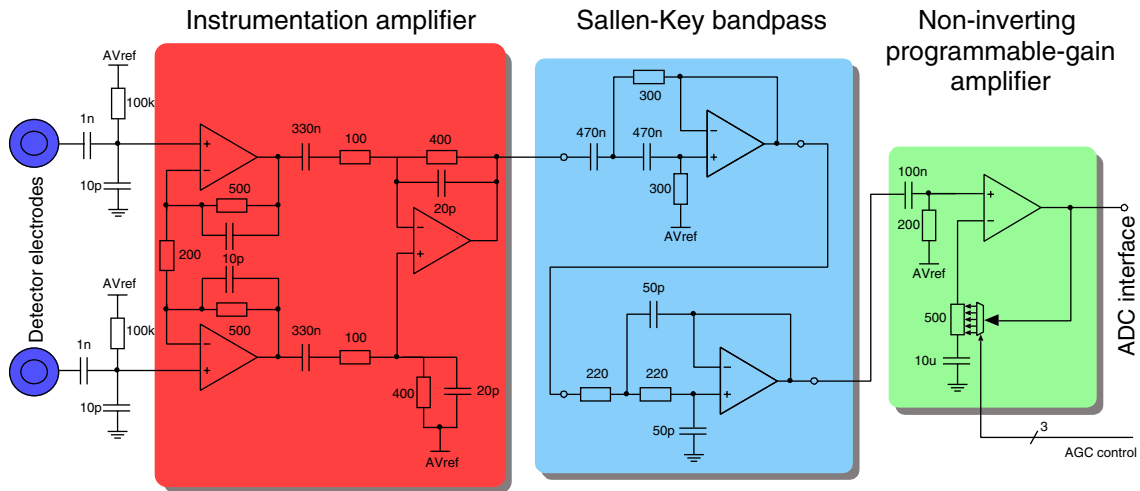 Instrumentation amplifier
Sallen-Key bandpass
Non-inverting
programmable-gain
amplifier
AVref
100k
1n
10p
Detector electrodes
AVref
100k
1n
10p
330n
100
400
20p
500
200
10p
500
330n
100
400
20p
AVref
300
470n
470n
300
AVref
50p
220
220
50p
100n
200
AVref
500
10u
ADC interface
3
AGC control